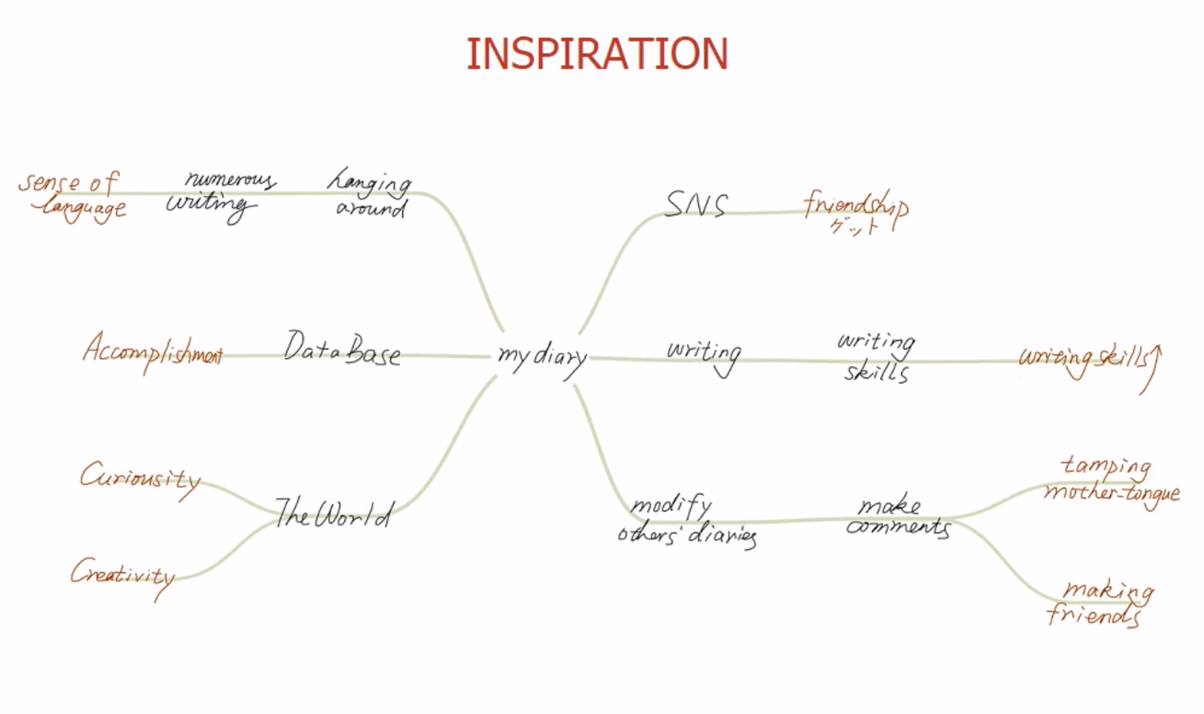 INSPIRATION
sense of
language
numerous
writing
hanging
around
SNS
friendship
ゲット
Accomplishment
DataBase
my diary
writing
writing
skills
writing skills↑
Curiousity
The World
Creativity
modify
others' diaries
make
comments
tamping
mother-tongue
making
friends